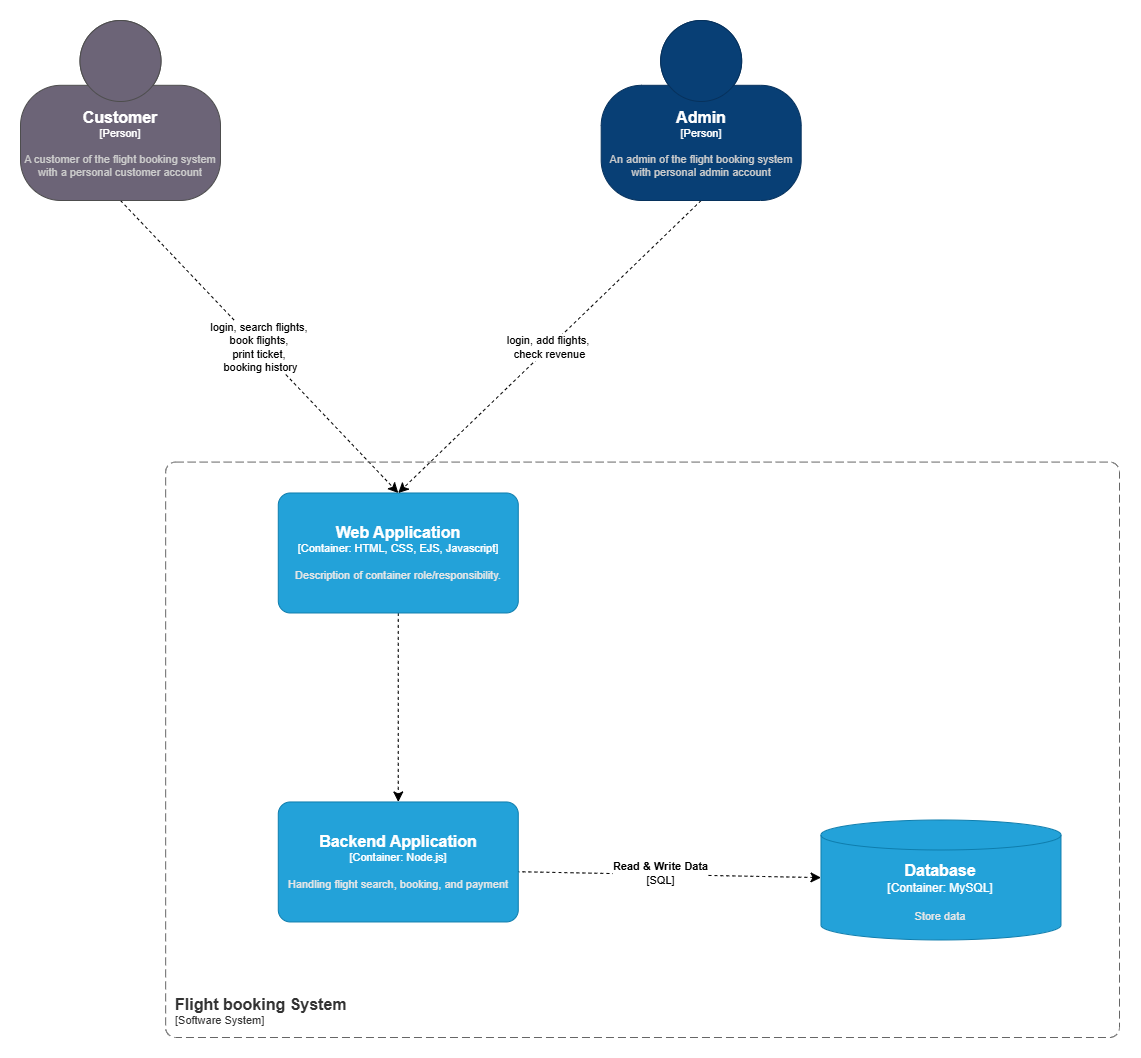 Customer
[Person]
A customer of the flight booking system
with a personal customer account
Admin
[Person]
An admin of the flight booking system
with personal admin account
login, search flights,
book flights,
print ticket,
booking history
login, add flights,
check revenue
Web Application
[Container: HTML, CSS, EJS, Javascript]
Description of container role/responsibility.
Backend Application
[Container: Node.js]
Handling flight search, booking, and payment
Read & Write Data
[SQL]
Database
[Container: MySQL]
Store data
Flight booking System
[Software System]